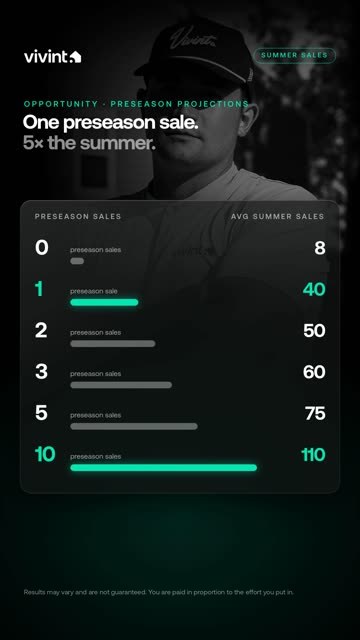 vivint
SUMMER SALES
Vivint
OPPORTUNITY · PRESEASON PROJECTIONS
One preseason sale.
5× the summer.
PRESEASON SALES AVG SUMMER SALES
0 preseason sales 8
1 preseason sale 40
2 preseason sales 50
3 preseason sales 60
5 preseason sales 75
10 preseason sales 110
Results may vary and are not guaranteed. You are paid in proportion to the effort you put in.